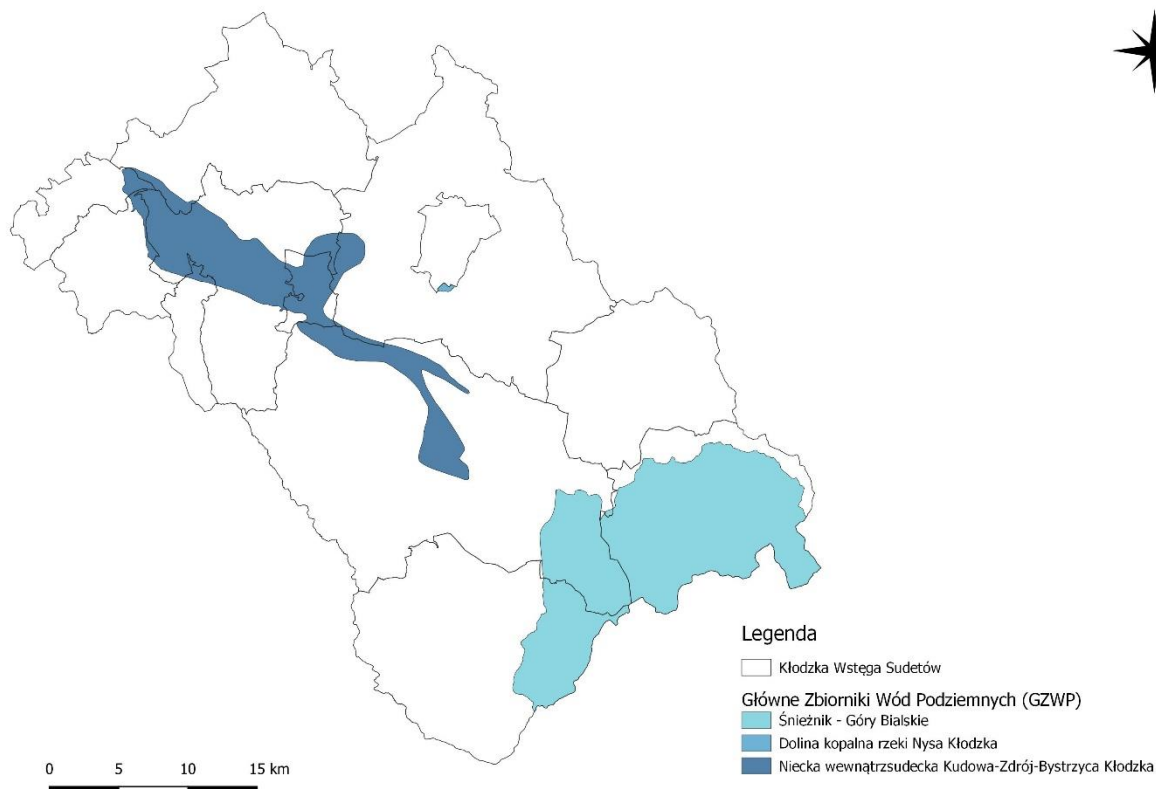 Legenda
Kłodzka Wstęga Sudetów
Główne Zbiorniki Wód Podziemnych (GZWP)
Śnieżnik - Góry Bialskie
Dolina kopalna rzeki Nysa Kłodzka
Niecka wewnątrzsudecka Kudowa-Zdrój-Bystrzyca Kłodzka
0 5 10 15 km